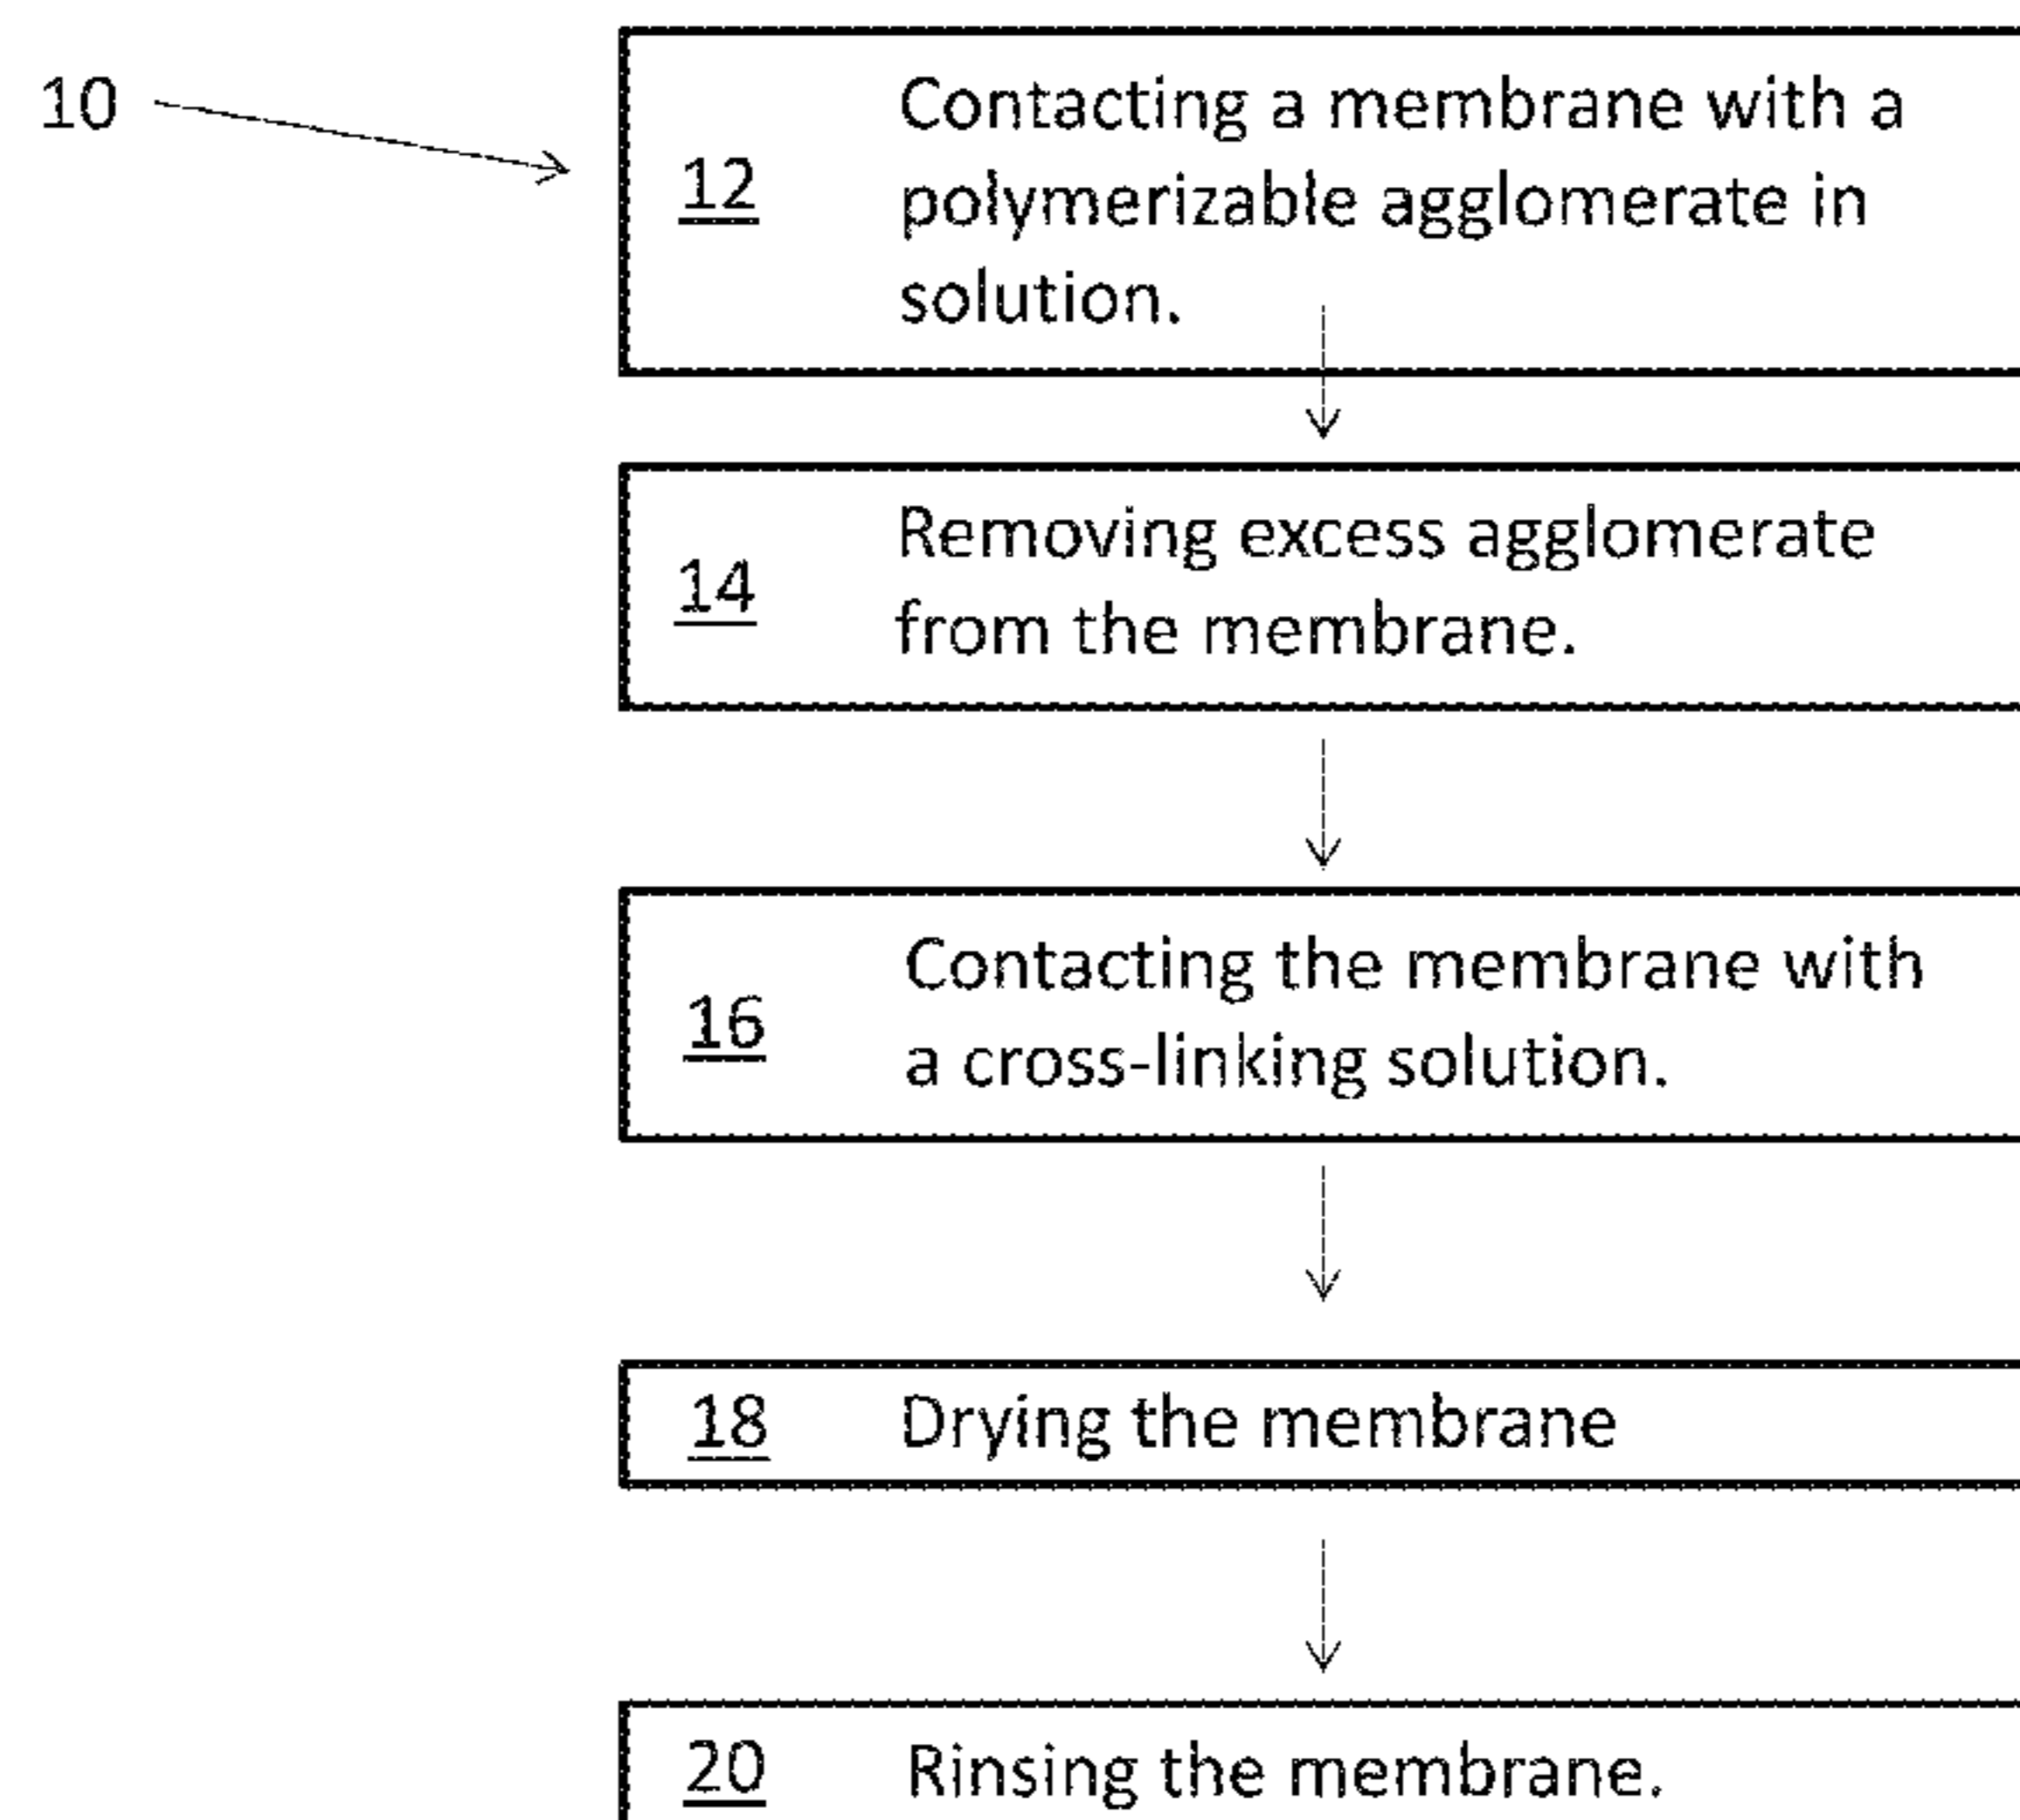 10
12 Contacting a membrane with a
polymerizable agglomerate in
solution.
14 Removing excess agglomerate
from the membrane.
16 Contacting the membrane with
a cross-linking solution.
18 Drying the membrane
20 Rinsing the membrane.